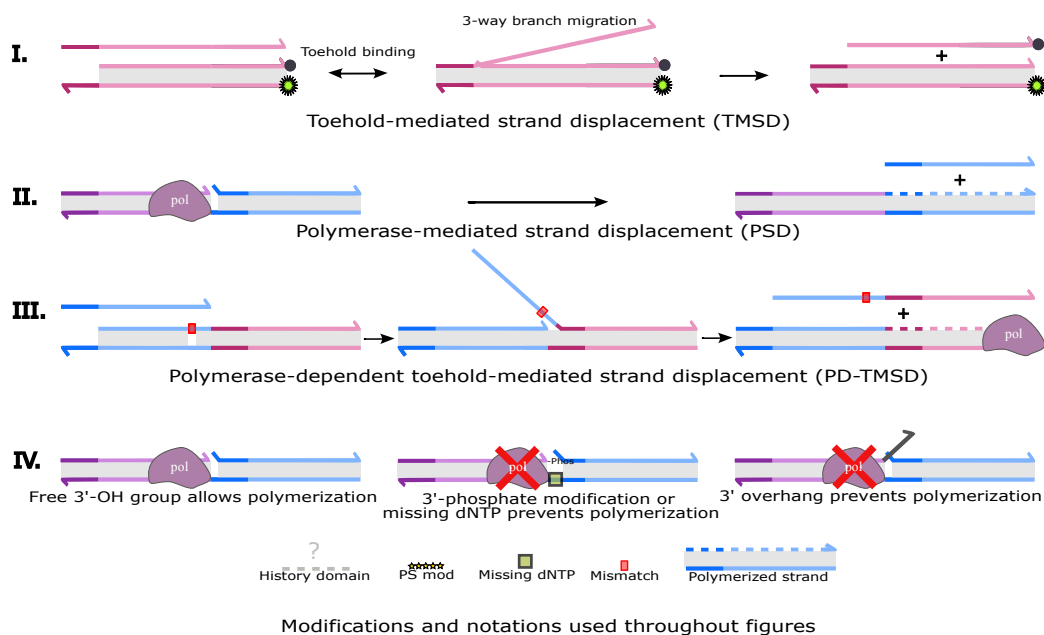 3-way branch migration
I.
Toehold binding
+
Toehold-mediated strand displacement (TMSD)
II.
pol
+
Polymerase-mediated strand displacement (PSD)
III.
+
pol
Polymerase-dependent toehold-mediated strand displacement (PD-TMSD)
IV.
pol
pol
-Phos
pol
Free 3'-OH group allows polymerization
3'-phosphate modification or
missing dNTP prevents polymerization
3' overhang prevents polymerization
?
History domain
PS mod
Missing dNTP
Mismatch
Polymerized strand
Modifications and notations used throughout figures